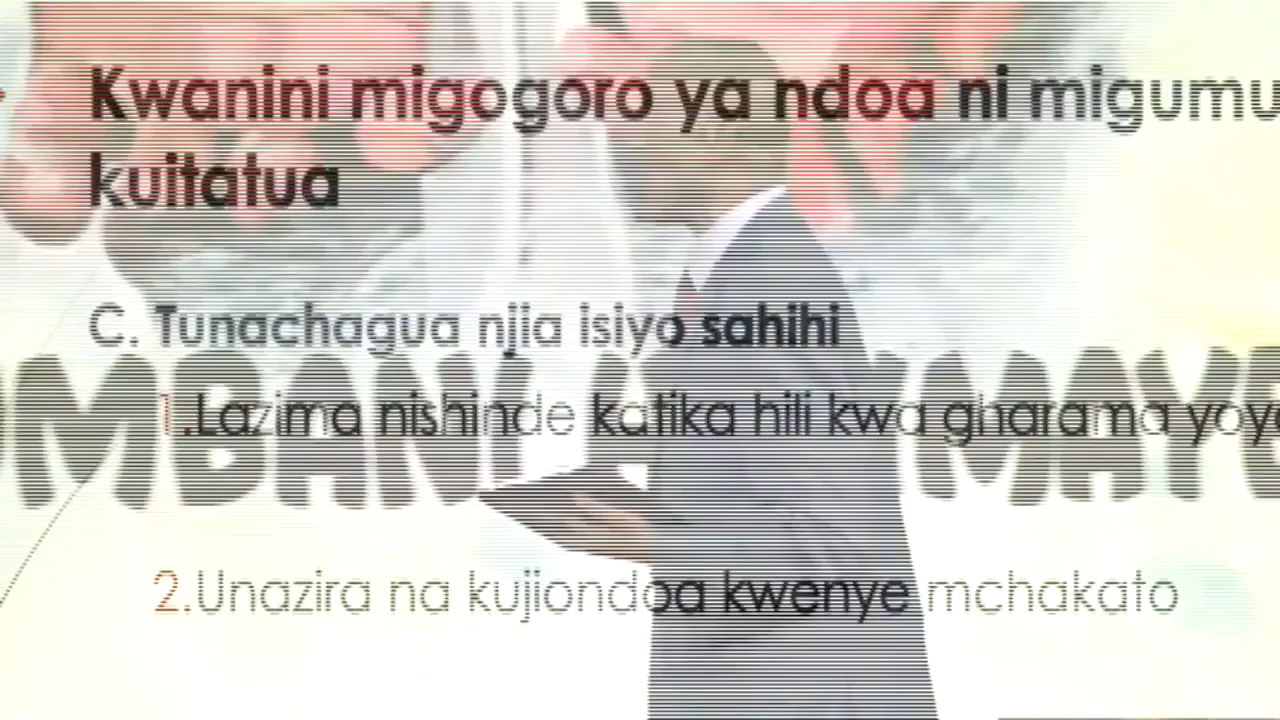 Kwanini migogoro ya ndoa ni migumu
kuitatua
C. Tunachagua njia isiyo sahihi
1.Lazima nishinde katika hili kwa gharama
2.Unazira na kujiondoa kwenye mchakato